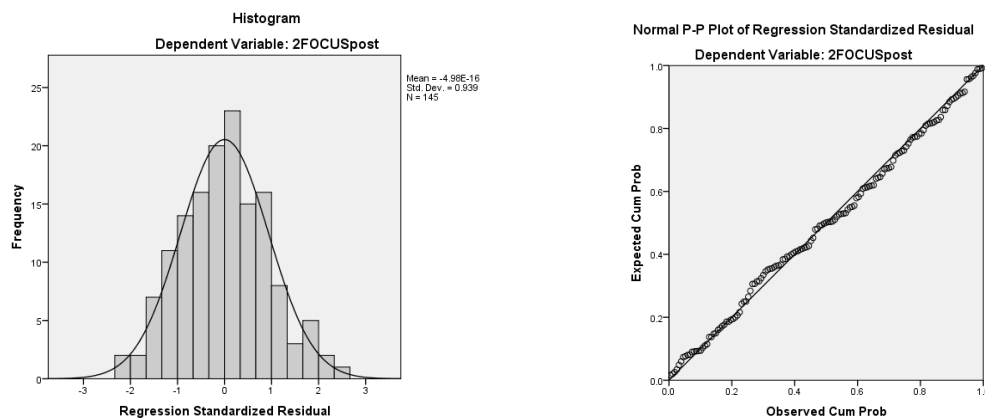 Histogram
Dependent Variable: 2FOCUSpost
Mean = -4.98E-16
Std. Dev. = 0.939
N = 145
25
20
15
10
5
0
Frequency
-3 -2 -1 0 1 2 3
Regression Standardized Residual
Normal P-P Plot of Regression Standardized Residual
Dependent Variable: 2FOCUSpost
1.0
0.8
0.6
0.4
0.2
0.0
Expected Cum Prob
0.0 0.2 0.4 0.6 0.8 1.0
Observed Cum Prob